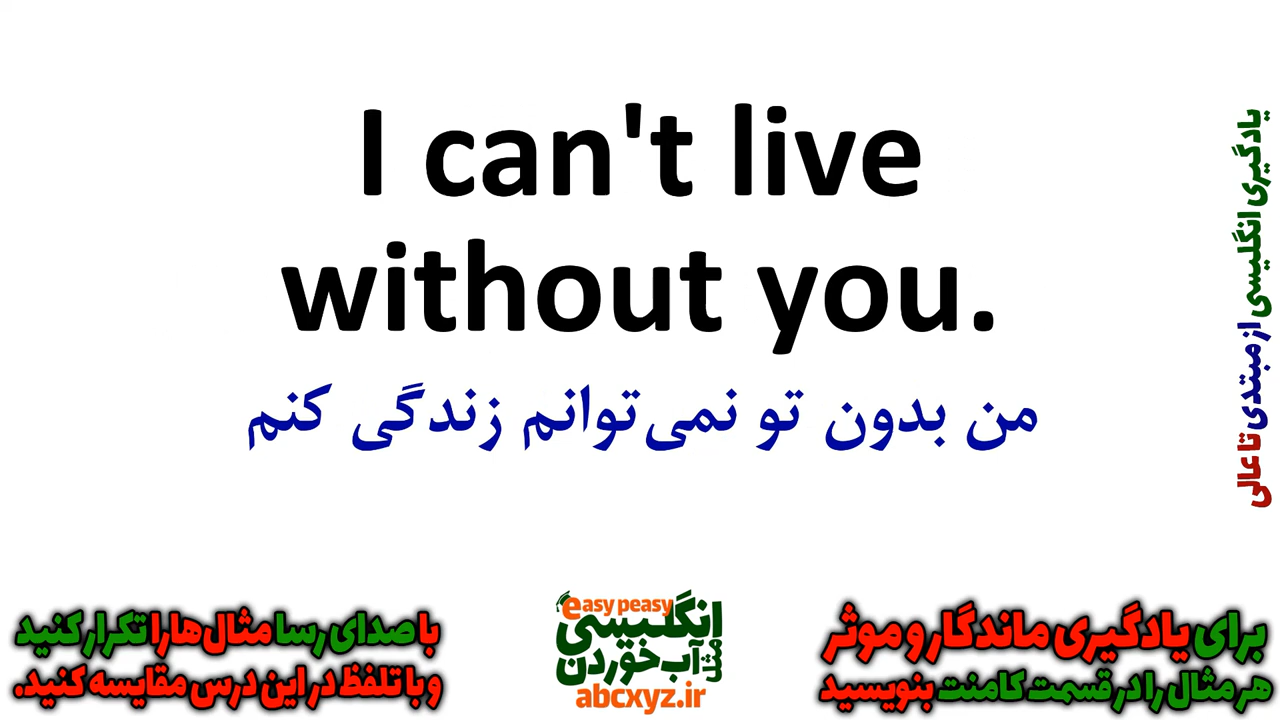 I can't live
without you.
من بدون تو نمی‌توانم زندگی کنم
یادگیری انگلیسی از مبتدی تا عالی
با صدای رسا مثال‌ها را تکرار کنید
و با تلفظ در این درس مقایسه کنید.
easy peasy
انگلیسی
مثل آب خوردن
abcxyz.ir
برای یادگیری ماندگار و موثر
هر مثال را در قسمت کامنت بنویسید